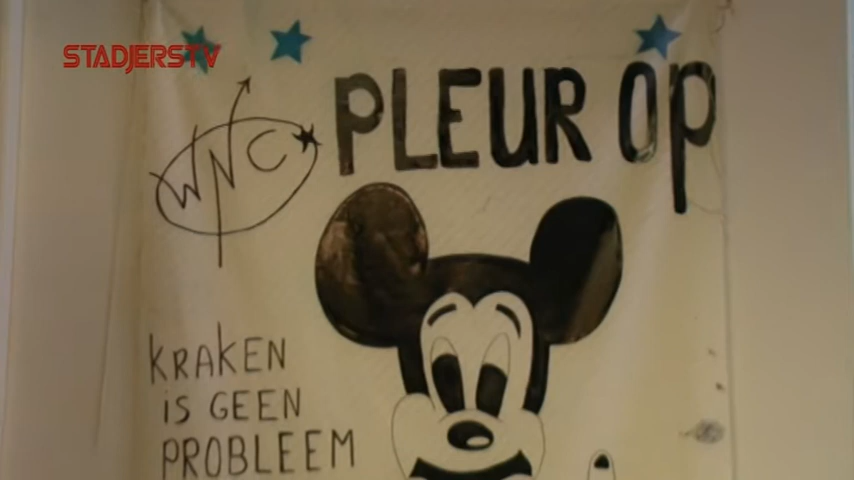 STADJERSTV
PLEUR OP
WNC
KRAKEN
IS GEEN
PROBLEEM